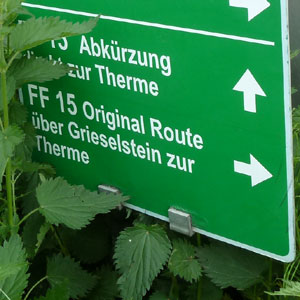 13 Abkürzung
zur Therme
FF 15 Original Route
über Grieselstein zur
Therme